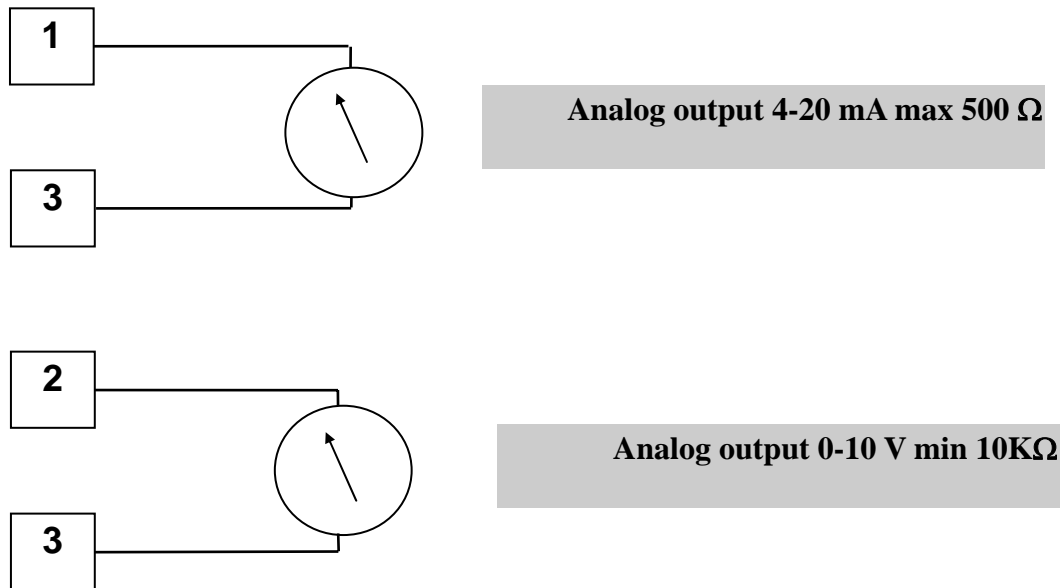 1
Analog output 4-20 mA max 500 Ω
3
2
Analog output 0-10 V min 10KΩ
3